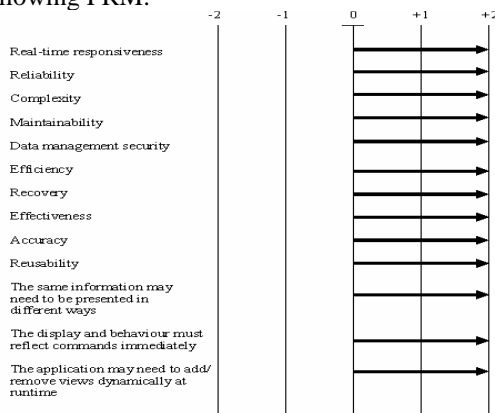 -2 -1 0 +1 +2
Real-time responsiveness
Reliability
Complexity
Maintainability
Data management security
Efficiency
Recovery
Effectiveness
Accuracy
Reusability
The same information may
need to be presented in
different ways
The display and behaviour must
reflect commands immediately
The application may need to add/
remove views dynamically at
runtime